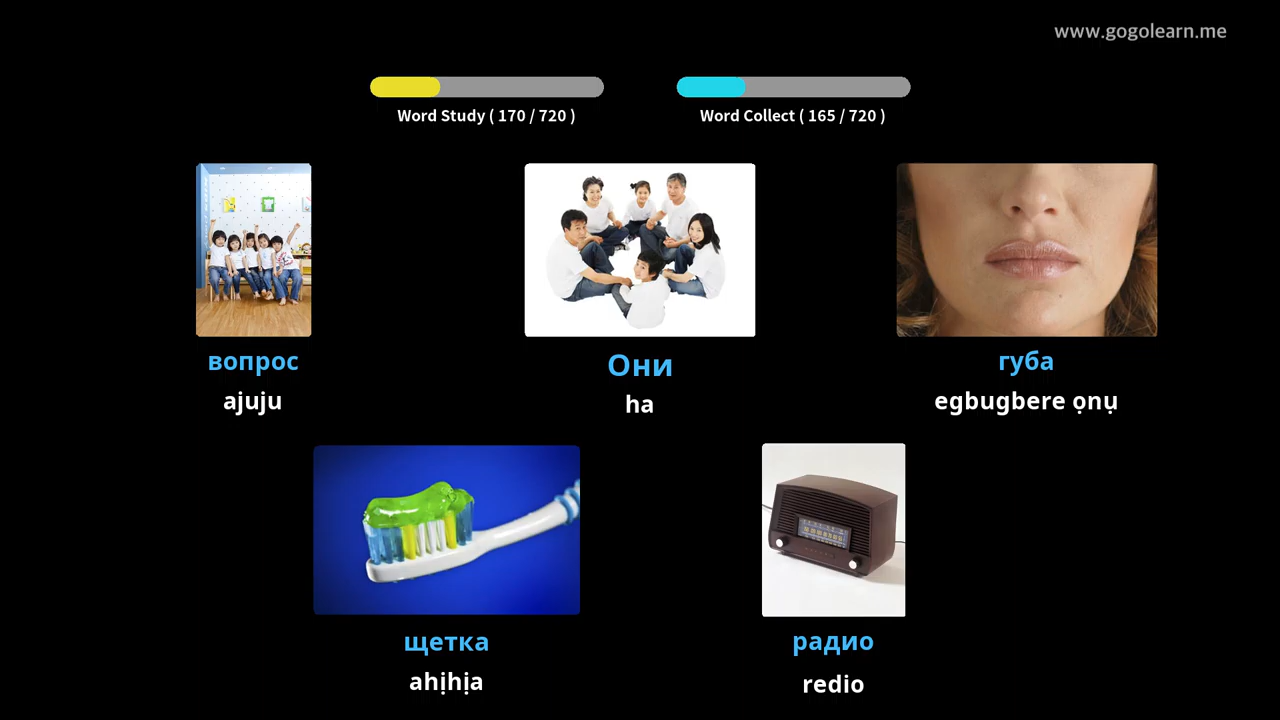 www.gogolearn.me
Word Study ( 170 / 720 )
Word Collect ( 165 / 720 )
вопрос
ajuju
Они
ha
губа
egbugbere ọnụ
щетка
ahịhịa
радио
redio